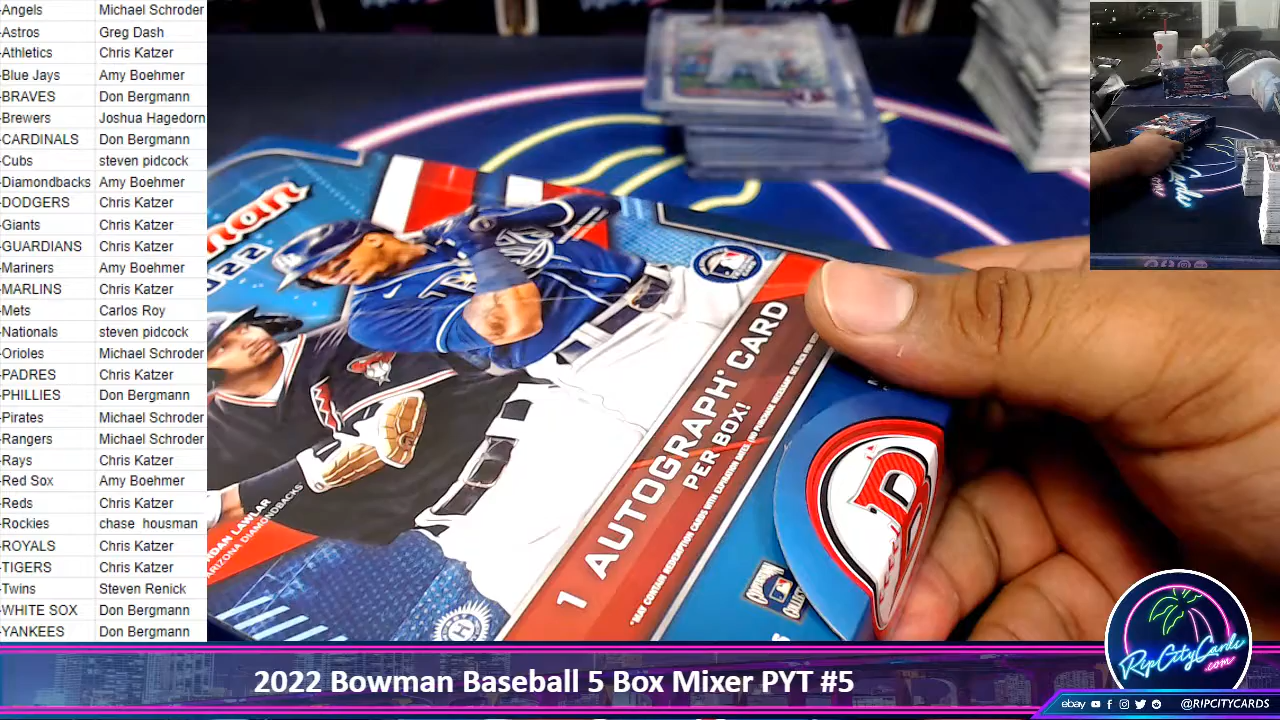 -Angels Michael Schroder
-Astros Greg Dash
-Athletics Chris Katzer
-Blue Jays Amy Boehmer
-BRAVES Don Bergmann
-Brewers Joshua Hagedorn
-CARDINALS Don Bergmann
-Cubs steven pidcock
-Diamondbacks Amy Boehmer
-DODGERS Chris Katzer
-Giants Chris Katzer
-GUARDIANS Chris Katzer
-Mariners Amy Boehmer
-MARLINS Chris Katzer
-Mets Carlos Roy
-Nationals steven pidcock
-Orioles Michael Schroder
-PADRES Chris Katzer
-PHILLIES Don Bergmann
-Pirates Michael Schroder
-Rangers Michael Schroder
-Rays Chris Katzer
-Red Sox Amy Boehmer
-Reds Chris Katzer
-Rockies chase housman
-ROYALS Chris Katzer
-TIGERS Chris Katzer
-Twins Steven Renick
-WHITE SOX Don Bergmann
-YANKEES Don Bergmann
1 AUTOGRAPH* CARD
PER BOX!
LAWLAR
ARIZONA DIAMONDBACKS
B
H
RipCityCards
.com
2022 Bowman Baseball 5 Box Mixer PYT #5
ebay @RIPCITYCARDS